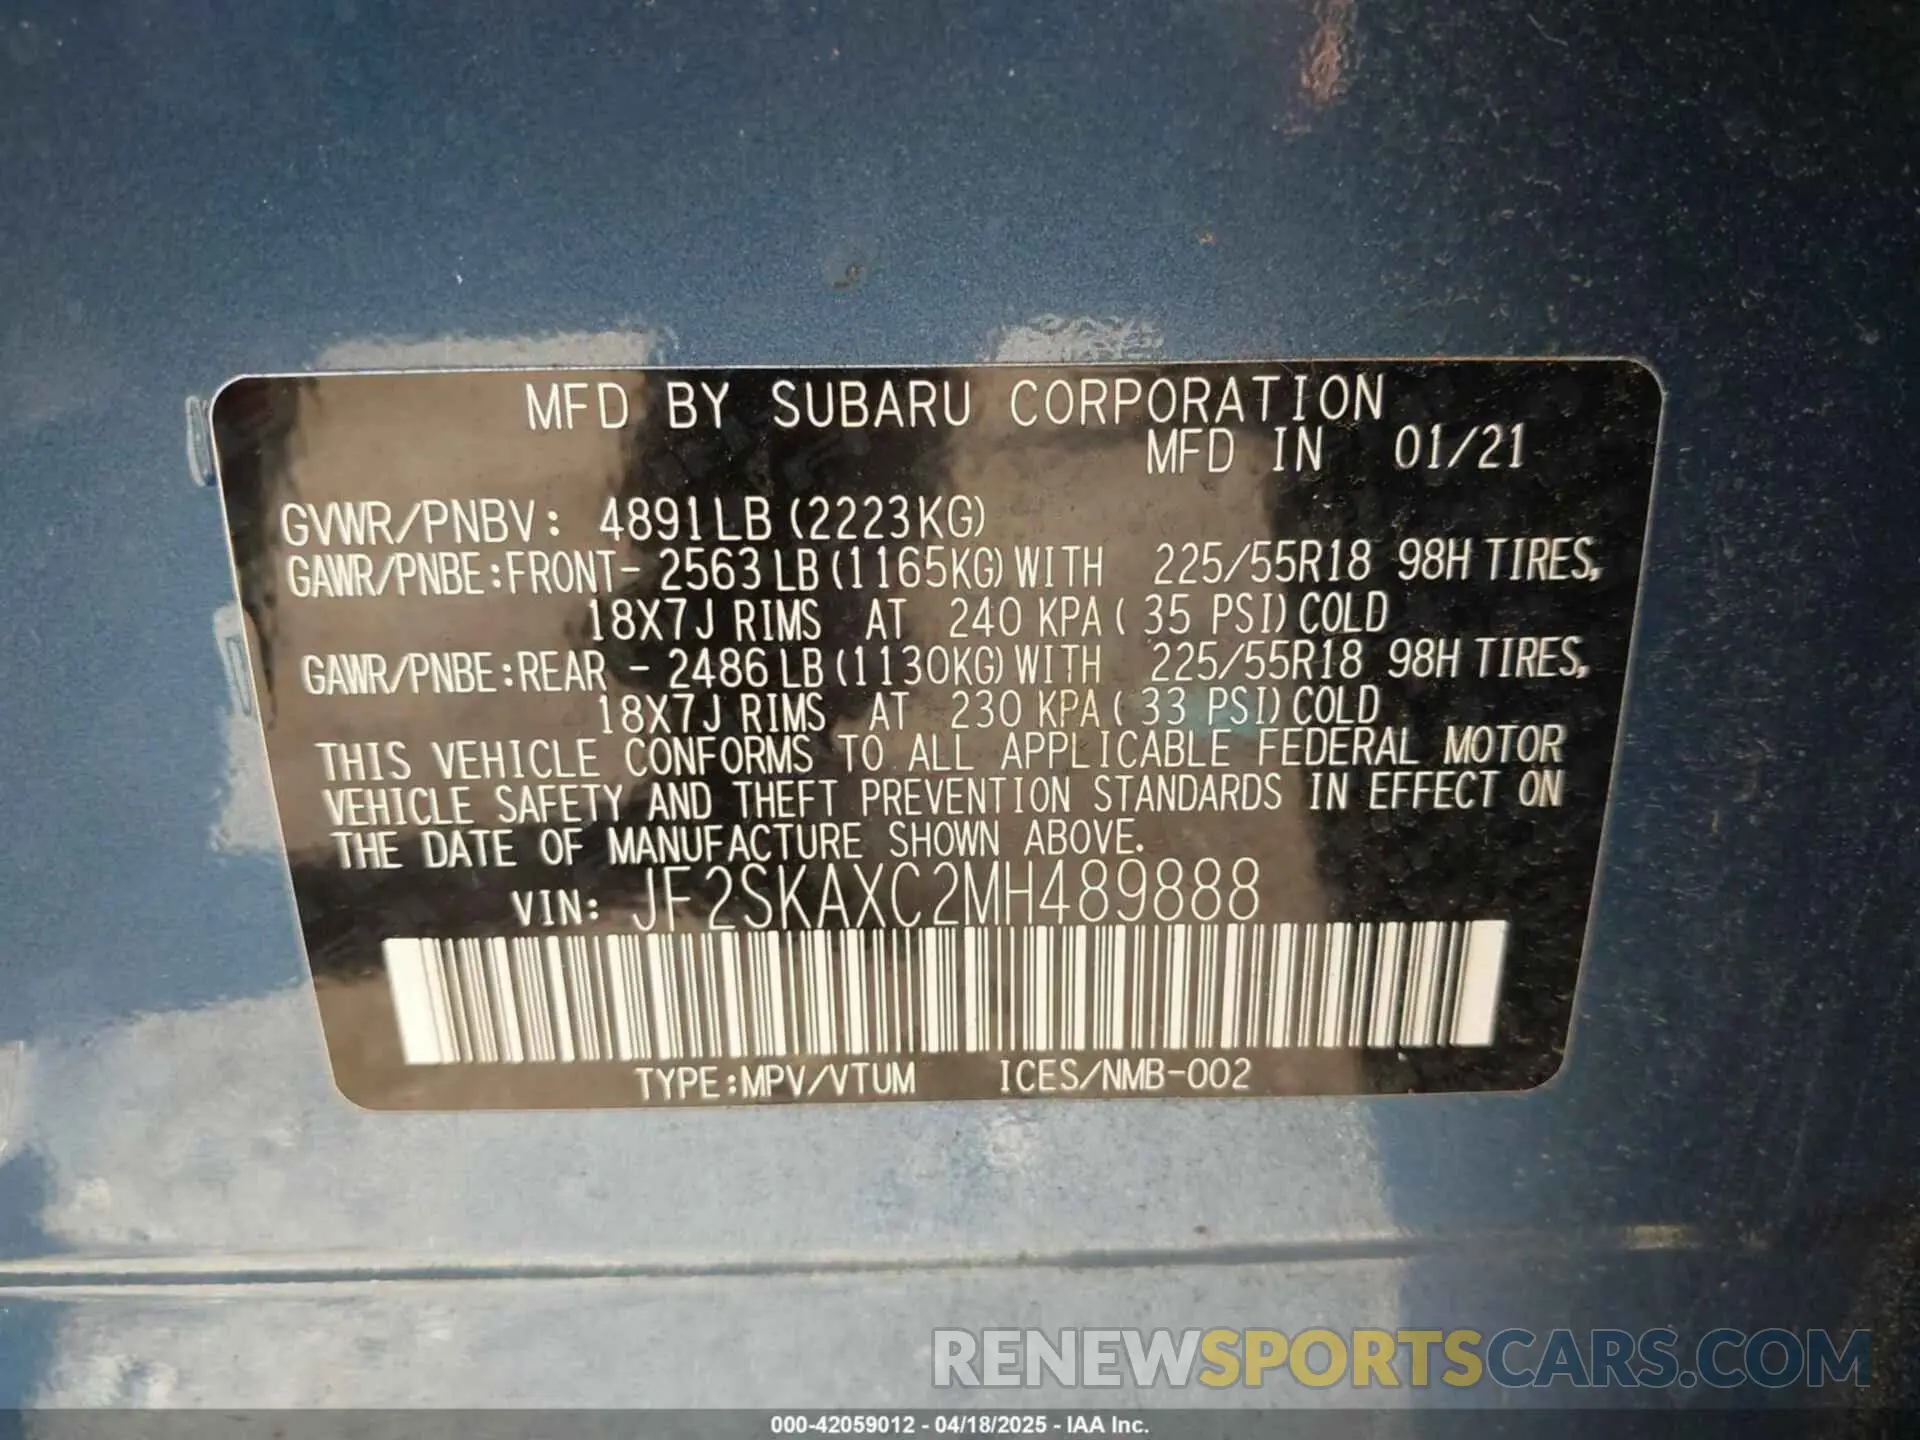 MFD BY SUBARU CORPORATION
MFD IN 01/21
GVWR/PNBV: 4891LB (2223KG)
GAWR/PNBE:FRONT- 2563LB (1165KG) WITH 225/55R18 98H TIRES,
18X7J RIMS AT 240 KPA ( 35 PSI) COLD
GAWR/PNBE:REAR - 2486LB (1130KG) WITH 225/55R18 98H TIRES,
18X7J RIMS AT 230 KPA ( 33 PSI) COLD
THIS VEHICLE CONFORMS TO ALL APPLICABLE FEDERAL MOTOR
VEHICLE SAFETY AND THEFT PREVENTION STANDARDS IN EFFECT ON
THE DATE OF MANUFACTURE SHOWN ABOVE.
VIN: JF2SKAXC2MH489888
TYPE:MPV/VTUM ICES/NMB-002
RENEWSPORTSCARS.COM
000-42059012 - 04/18/2025 - IAA Inc.